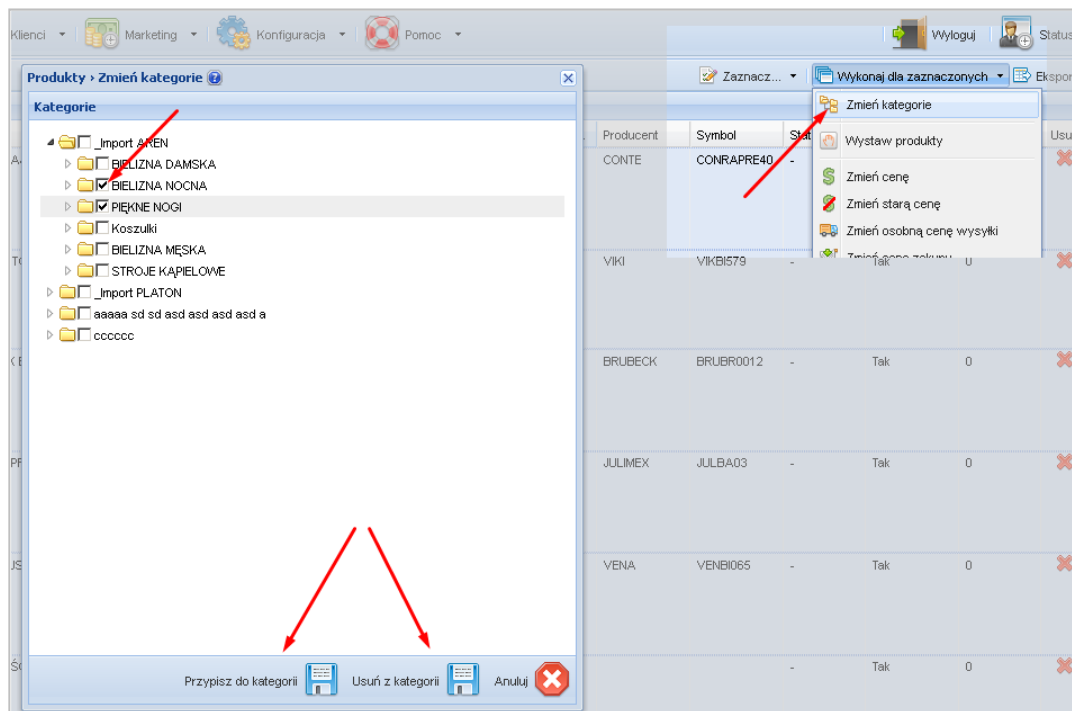 Klienci Marketing Konfiguracja Pomoc Wyloguj Status
Produkty › Zmień kategorie
Zaznacz... Wykonaj dla zaznaczonych Ekspor
Kategorie
Zmień kategorie
Wystaw produkty
Zmień cenę
Zmień starą cenę
Zmień osobną cenę wysyłki
Zmień cenę zakupu
_Import AREN
BIELIZNA DAMSKA
BIELIZNA NOCNA
PIĘKNE NOGI
Koszulki
BIELIZNA MĘSKA
STROJE KĄPIELOWE
_Import PLATON
aaaaa sd sd asd asd asd asd a
cccccc
Producent Symbol Stat Usu
CONTE CONRAPRE40 -
VIKI VIKBI579 - Tak 0
BRUBECK BRUBR0012 - Tak 0
JULIMEX JULBA03 - Tak 0
VENA VENBI065 - Tak 0
- Tak 0
Przypisz do kategorii Usuń z kategorii Anuluj